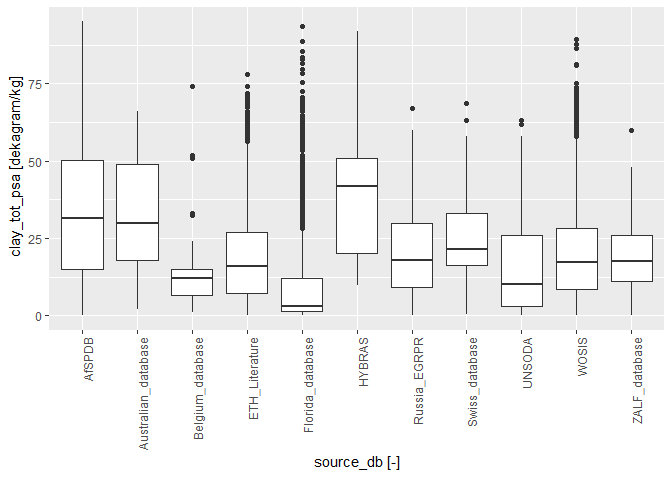 clay_tot_psa [dekagram/kg]
75
50
25
0
AfSPDB
Australian_database
Belgium_database
ETH_Literature
Florida_database
HYBRAS
Russia_EGRPR
Swiss_database
UNSODA
WOSIS
ZALF_database
source_db [-]